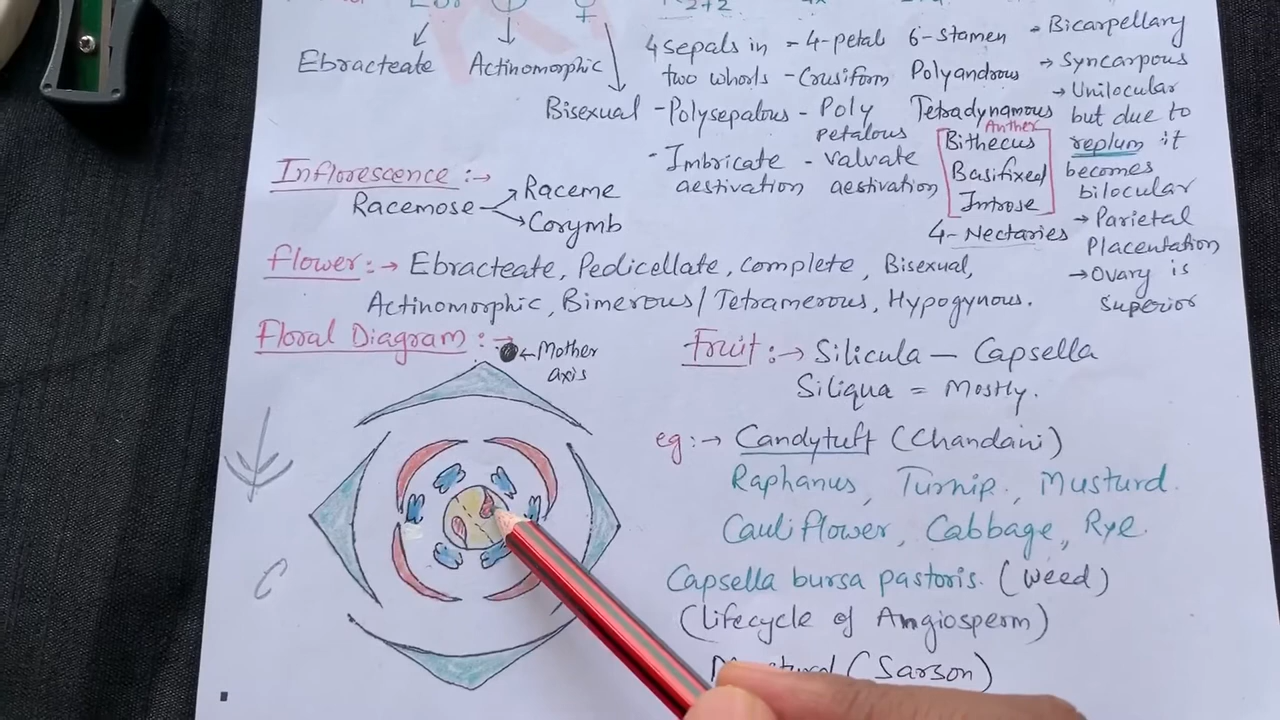 Ebracteate Actinomorphic
Bisexual
4 sepals in
two whorls
-Polysepalous
- Imbricate
aestivation
- 4-petal
- Crusiform
- Poly
petalous
- valvate
aestivation
6-stamen
Polyandrous
Tetradynamous
Anther
Bithecus
Basifixed
Introse
4-Nectaries
→ Bicarpellary
→ Syncarpous
→ Unilocular
but due to
replum it
becomes
bilocular
→ Parietal
Placentation
→ Ovary is
superior
Inflorescence :→
Racemose
Raceme
Corymb
flower :→ Ebracteate, Pedicellate, complete, Bisexual,
Actinomorphic, Bimerous/Tetramerous, Hypogynous.
Floral Diagram :→
← Mother
axis
Fruit :→ Silicula — Capsella
Siliqua = Mostly.
eg :→ Candytuft (Chandani)
Raphanus, Turnip, Musturd.
Cauliflower, Cabbage, Rye.
Capsella bursa pastoris. (weed)
(Lifecycle of Angiosperm)
(Sarson)
C